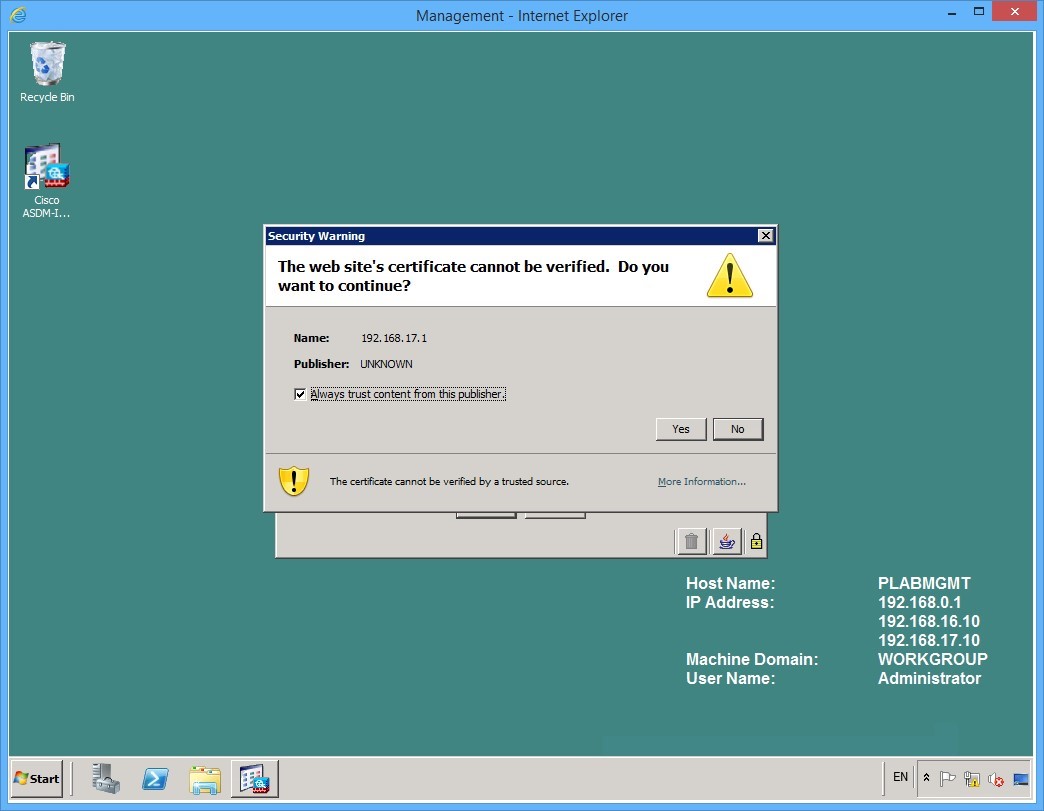 Management - Internet Explorer
Recycle Bin
Cisco
ASDM-I...
Security Warning
The web site's certificate cannot be verified.  Do you
want to continue?
Name: 192.168.17.1
Publisher: UNKNOWN
Always trust content from this publisher.
Yes No
The certificate cannot be verified by a trusted source. More Information...
Host Name: PLABMGMT
IP Address: 192.168.0.1
192.168.16.10
192.168.17.10
Machine Domain: WORKGROUP
User Name: Administrator
Start EN